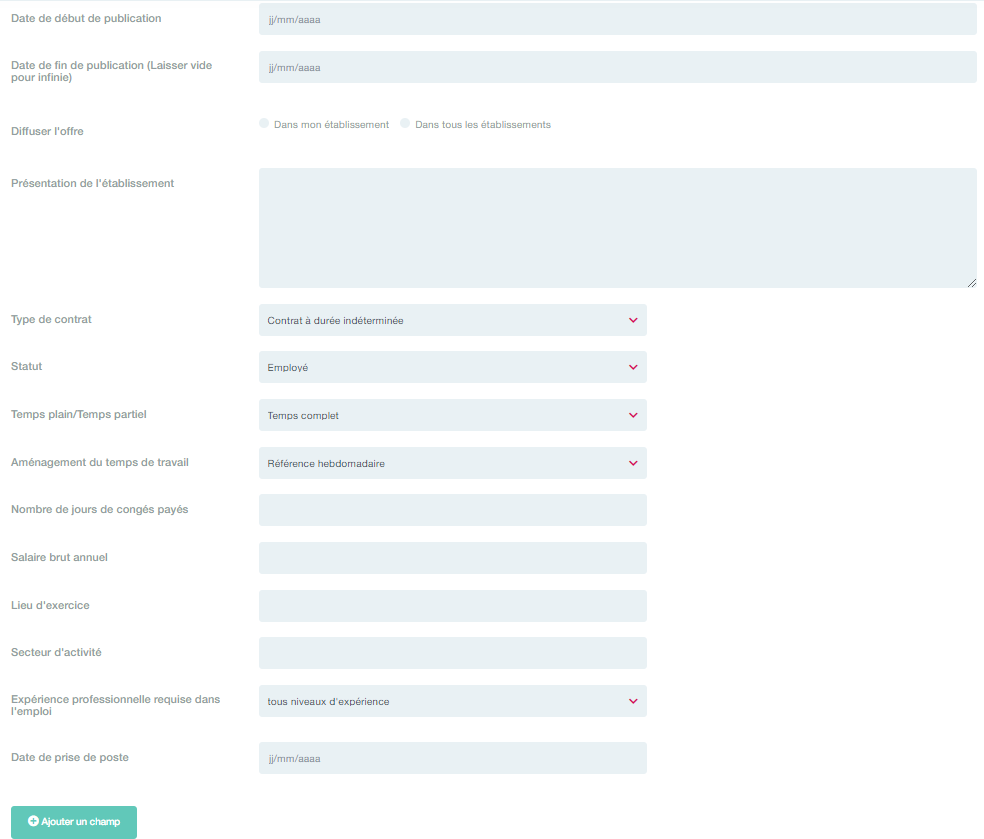 Date de début de publication
jj/mm/aaaa
Date de fin de publication (Laisser vide
pour infinie)
jj/mm/aaaa
Diffuser l'offre
Dans mon établissement
Dans tous les établissements
Présentation de l'établissement
Type de contrat
Contrat à durée indéterminée
Statut
Employé
Temps plain/Temps partiel
Temps complet
Aménagement du temps de travail
Référence hebdomadaire
Nombre de jours de congés payés
Salaire brut annuel
Lieu d'exercice
Secteur d'activité
Expérience professionnelle requise dans
l'emploi
tous niveaux d'expérience
Date de prise de poste
jj/mm/aaaa
Ajouter un champ